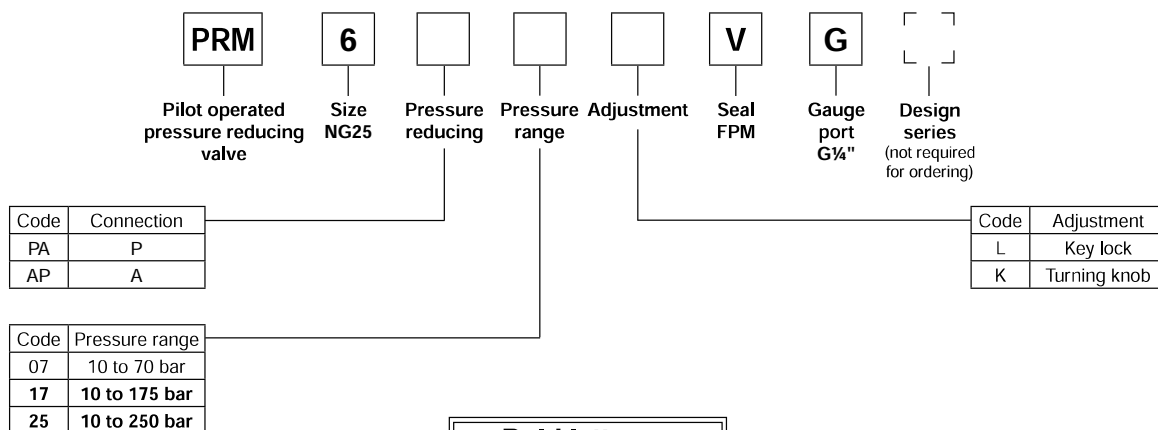 PRM 6 V G
Pilot operated pressure reducing valve
Size NG25
Pressure reducing
Pressure range
Adjustment
Seal FPM
Gauge port G¼"
Design series (not required for ordering)
Code Connection
PA P
AP A
Code Adjustment
L Key lock
K Turning knob
Code Pressure range
07 10 to 70 bar
17 10 to 175 bar
25 10 to 250 bar